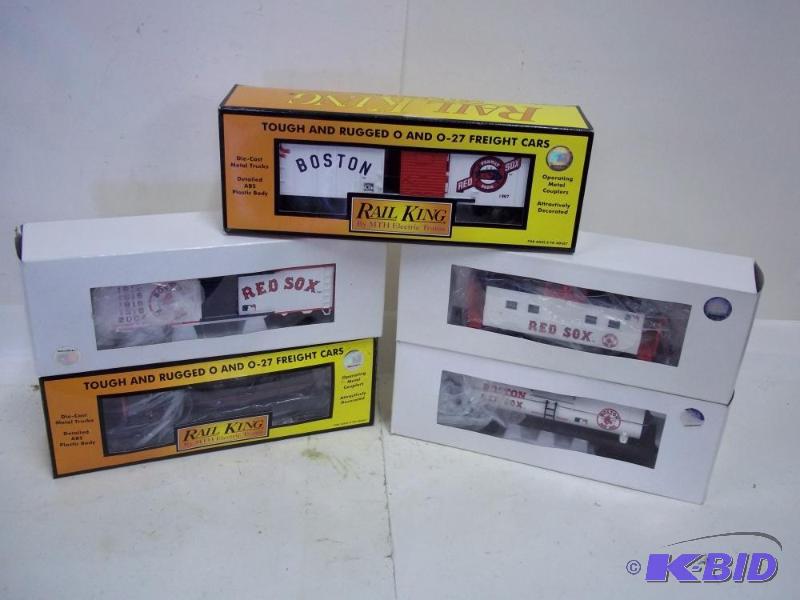 RAIL KING
TOUGH AND RUGGED O AND O-27 FREIGHT CARS
Die-Cast
Metal Trucks
Detailed
ABS
Plastic Body
BOSTON
RED SOX
1907
Operating
Metal
Couplers
Attractively
Decorated
RAIL KING
By MTH Electric Trains
RED SOX
RED SOX
TOUGH AND RUGGED O AND O-27 FREIGHT CARS
Die-Cast
Metal Trucks
Detailed
ABS
Plastic Body
Operating
Metal
Couplers
Attractively
Decorated
RAIL KING
By MTH Electric Trains
BOSTON
RED SOX
BOSTON
© K-BID